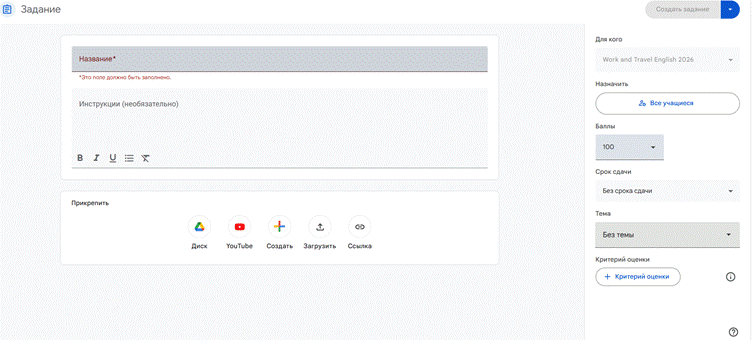 Задание
Создать задание
Название*
*Это поле должно быть заполнено.
Инструкции (необязательно)
B I U
Прикрепить
Диск
YouTube
Создать
Загрузить
Ссылка
Для кого
Work and Travel English 2026
Назначить
Все учащиеся
Баллы
100
Срок сдачи
Без срока сдачи
Тема
Без темы
Критерий оценки
+ Критерий оценки